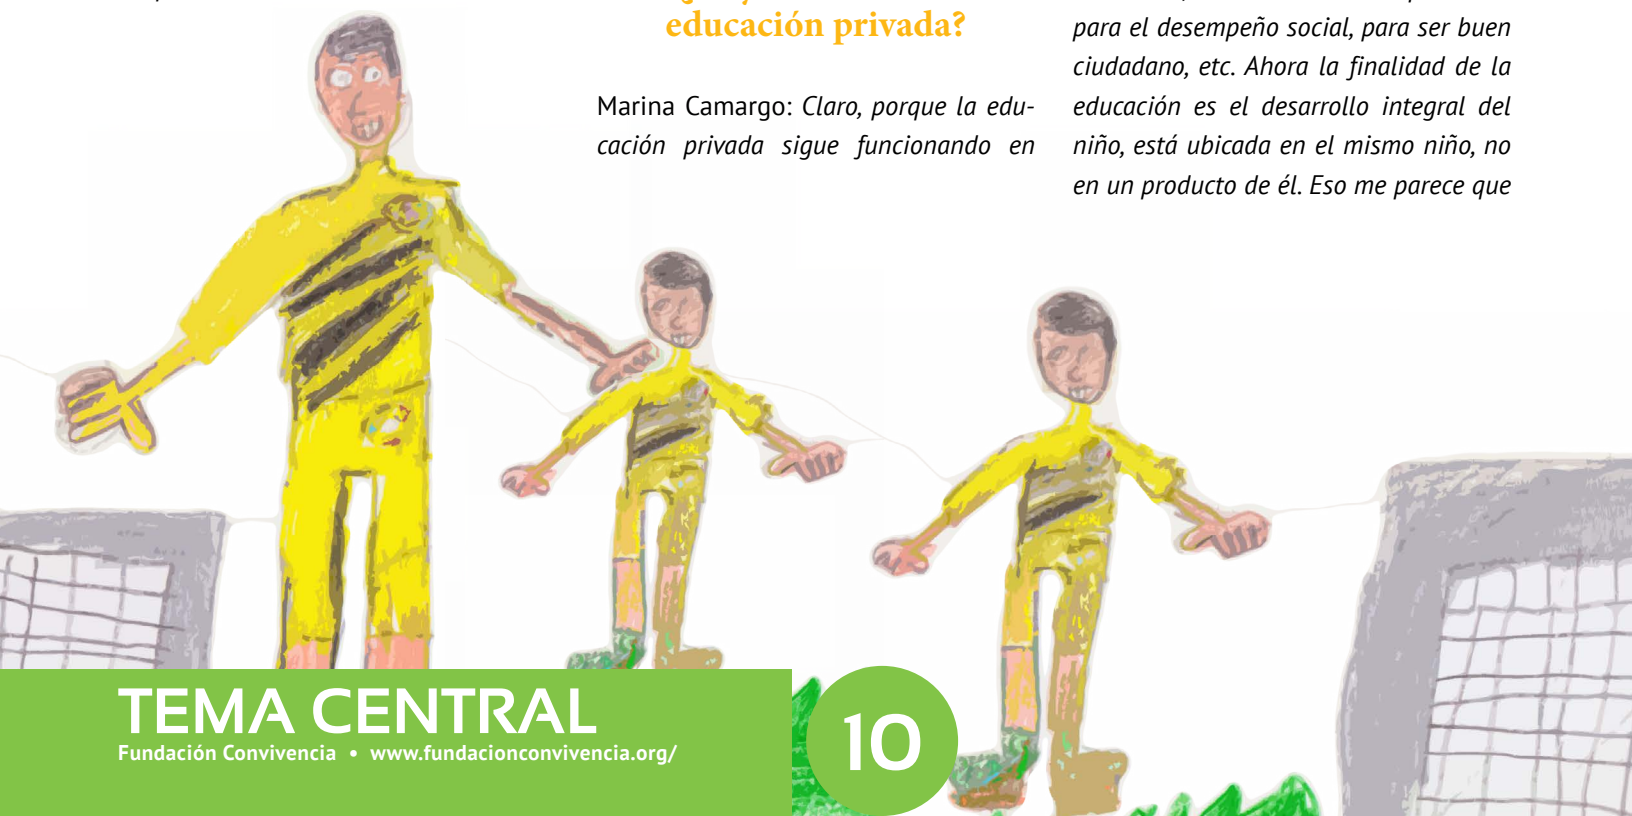 educación privada?
Marina Camargo: Claro, porque la edu-
cación privada sigue funcionando en
para el desempeño social, para ser buen
ciudadano, etc. Ahora la finalidad de la
educación es el desarrollo integral del
niño, está ubicada en el mismo niño, no
en un producto de él. Eso me parece que
TEMA CENTRAL
Fundación Convivencia • www.fundacionconvivencia.org/
10